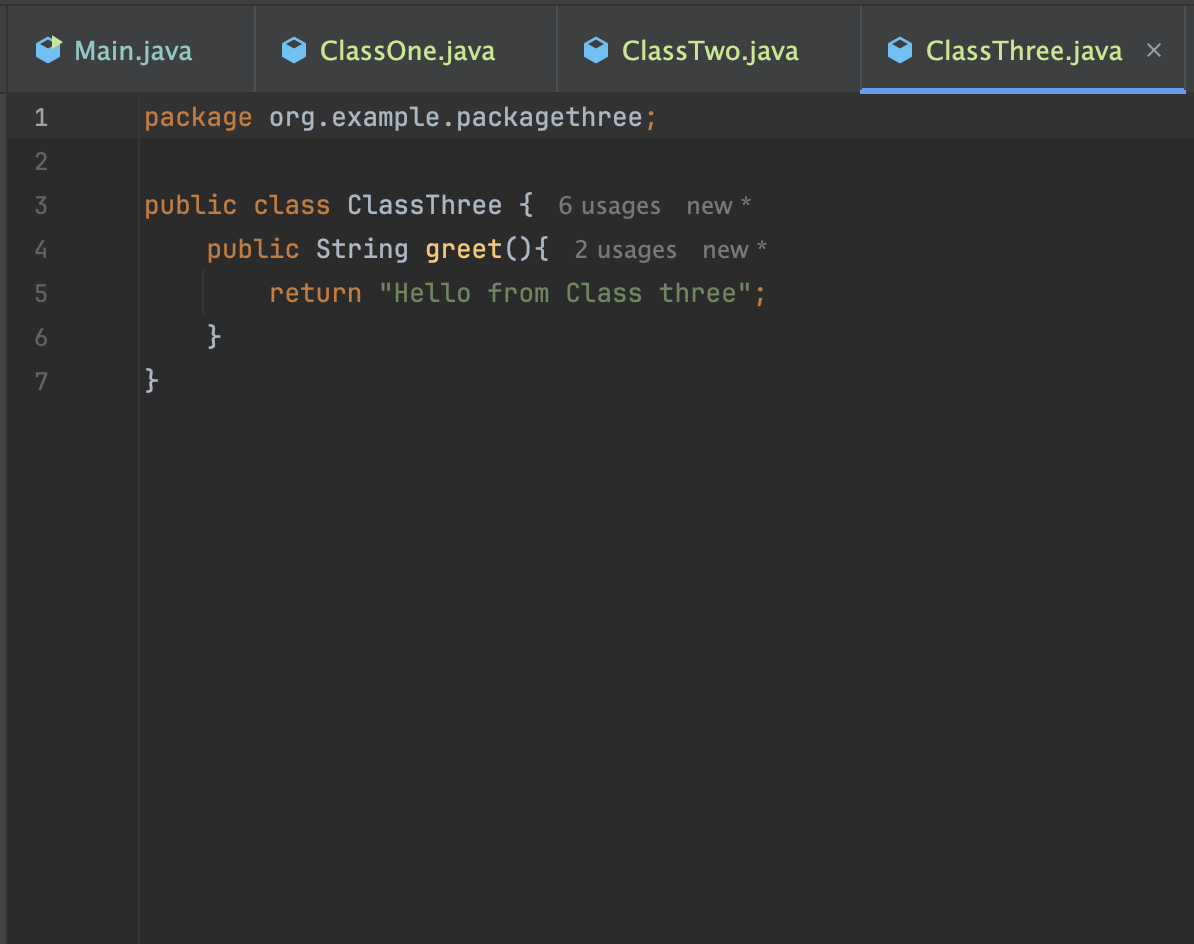 Main.java ClassOne.java ClassTwo.java ClassThree.java ×
1 package org.example.packagethree;
2
3 public class ClassThree { 6 usages new *
4     public String greet(){ 2 usages new *
5         return "Hello from Class three";
6     }
7 }